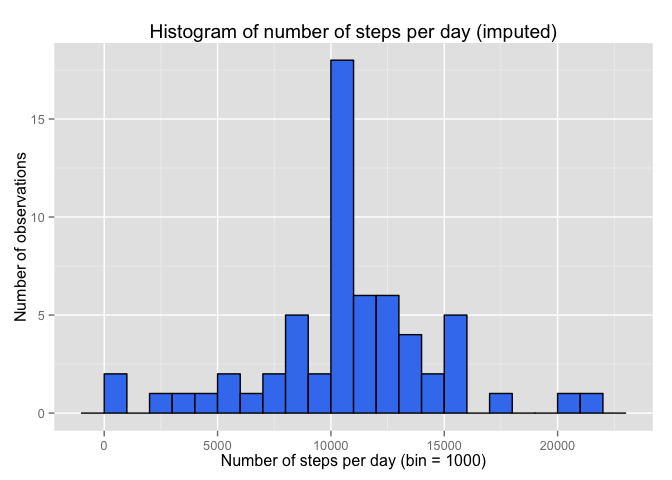 Histogram of number of steps per day (imputed)
Number of observations
15
10
5
0
0 5000 10000 15000 20000
Number of steps per day (bin = 1000)